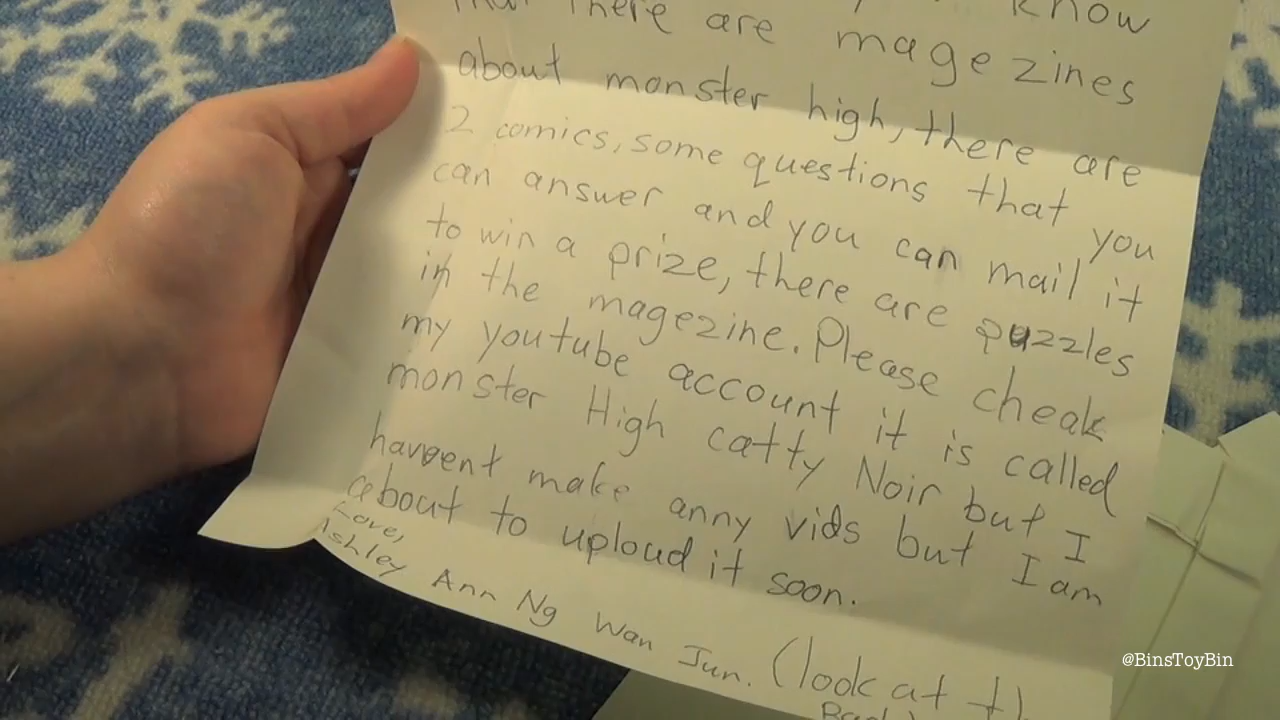 that there are know
magezines
about monster high, there are
2 comics, some questions that you
can answer and you can mail it
to win a prize, there are puzzles
in the magezine. Please cheak
my youtube account it is called
monster High catty Noir but I
havent make anny vids but I am
about to uploud it soon.
Love,
Ashley Ann Ng Wan Jun. (look at
@BinsToyBin